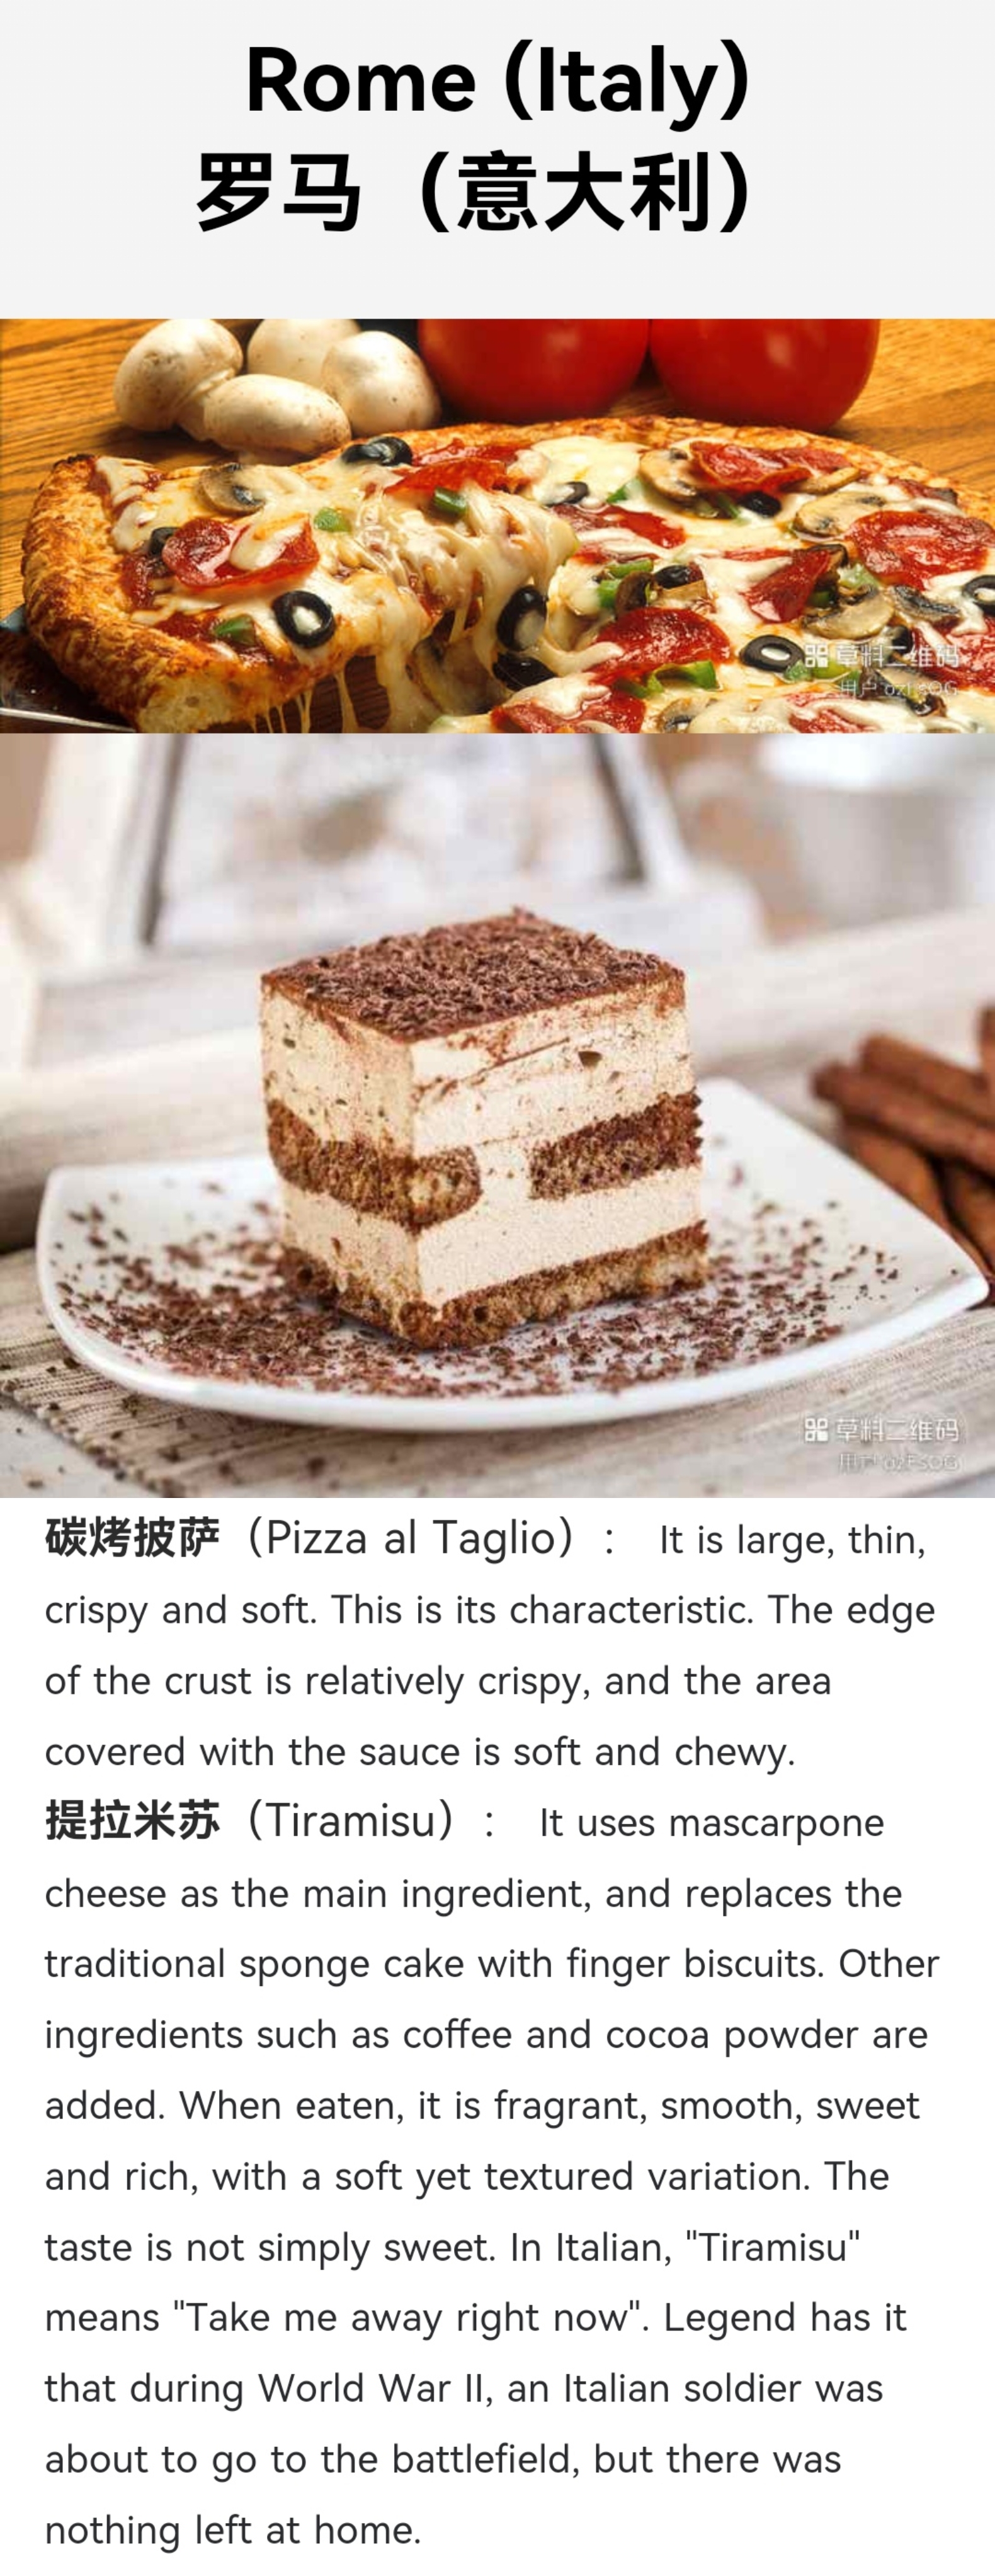 Rome (Italy)
罗马（意大利）
草料二维码
草料二维码
碳烤披萨（Pizza al Taglio）： It is large, thin,
crispy and soft. This is its characteristic. The edge
of the crust is relatively crispy, and the area
covered with the sauce is soft and chewy.
提拉米苏（Tiramisu）： It uses mascarpone
cheese as the main ingredient, and replaces the
traditional sponge cake with finger biscuits. Other
ingredients such as coffee and cocoa powder are
added. When eaten, it is fragrant, smooth, sweet
and rich, with a soft yet textured variation. The
taste is not simply sweet. In Italian, "Tiramisu"
means "Take me away right now". Legend has it
that during World War II, an Italian soldier was
about to go to the battlefield, but there was
nothing left at home.